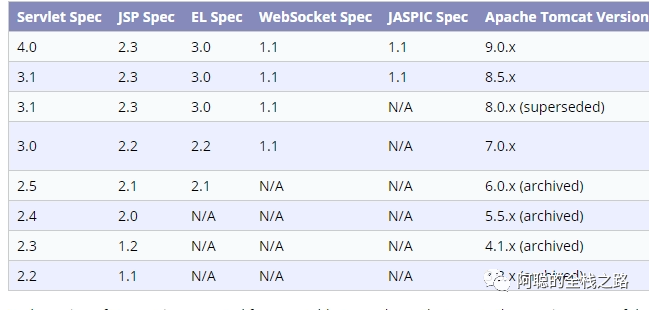 Servlet Spec JSP Spec EL Spec WebSocket Spec JASPIC Spec Apache Tomcat Version
4.0 2.3 3.0 1.1 1.1 9.0.x
3.1 2.3 3.0 1.1 1.1 8.5.x
3.1 2.3 3.0 1.1 N/A 8.0.x (superseded)
3.0 2.2 2.2 1.1 N/A 7.0.x
2.5 2.1 2.1 N/A N/A 6.0.x (archived)
2.4 2.0 N/A N/A N/A 5.5.x (archived)
2.3 1.2 N/A N/A N/A 4.1.x (archived)
2.2 1.1 N/A N/A N/A (archived)
阿聪的全栈之路